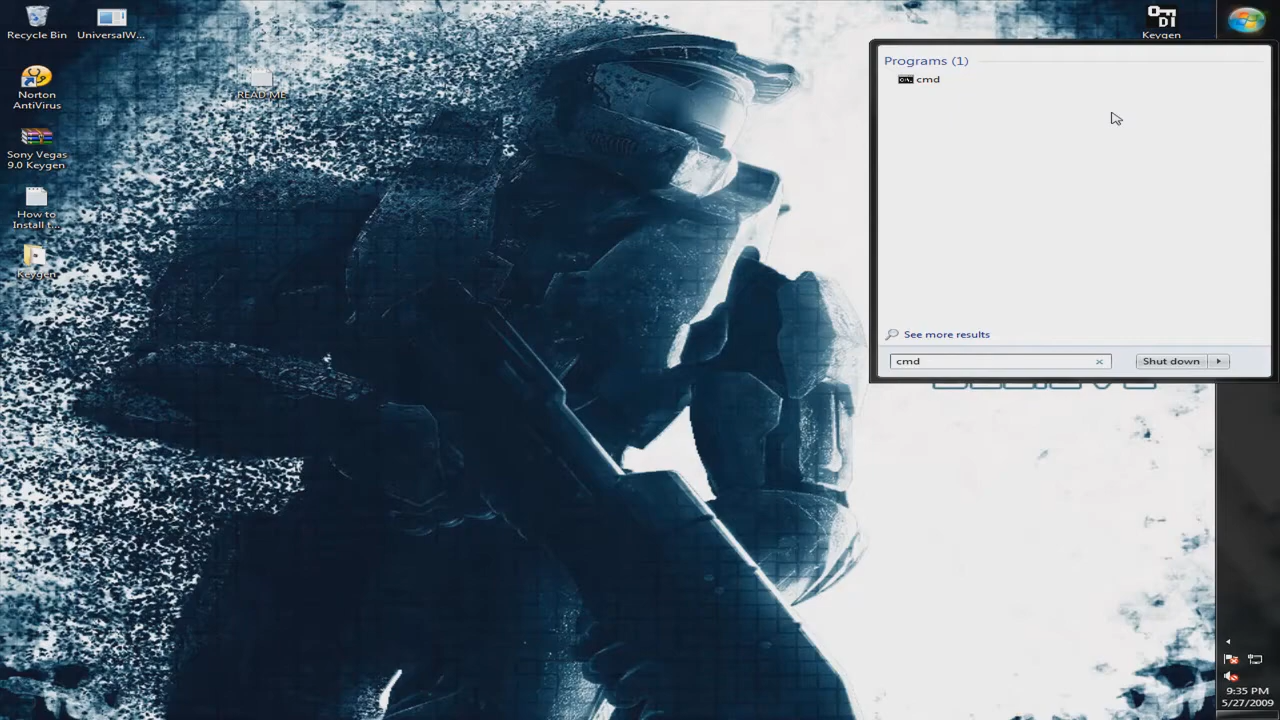 Recycle Bin
UniversalW...
Norton
AntiVirus
Sony Vegas
9.0 Keygen
How to
Install t...
Keygen
READ ME
Keygen
Programs (1)
cmd
See more results
cmd
Shut down
9:35 PM
5/27/2009